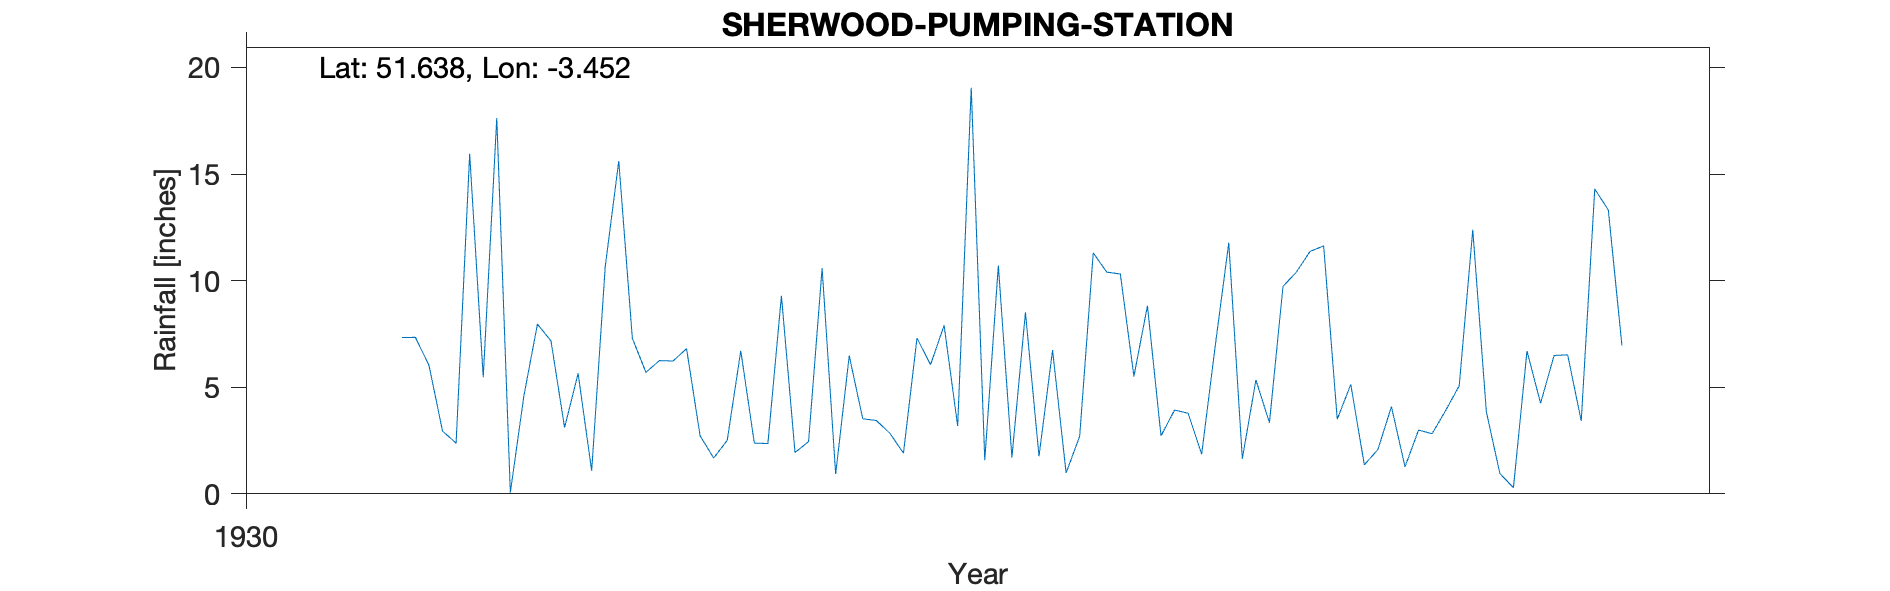 SHERWOOD-PUMPING-STATION
Lat: 51.638, Lon: -3.452
20
15
10
5
0
Rainfall [inches]
1930
Year